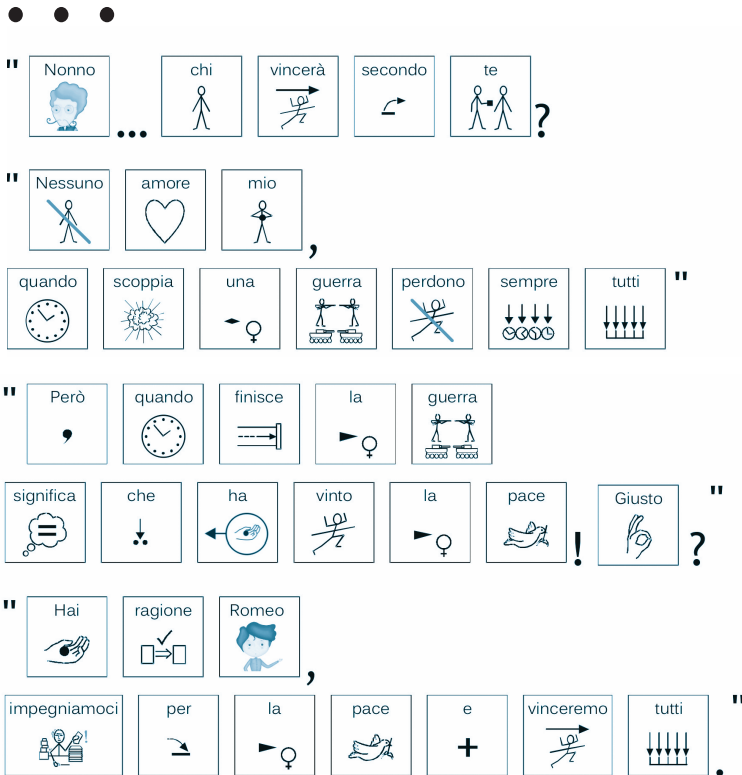 " Nonno ... chi vincerà secondo te ?
" Nessuno amore mio ,
quando scoppia una guerra perdono sempre tutti "
" Però quando finisce la guerra
significa che ha vinto la pace ! Giusto ? "
" Hai ragione Romeo ,
impegniamoci per la pace e vinceremo tutti . "